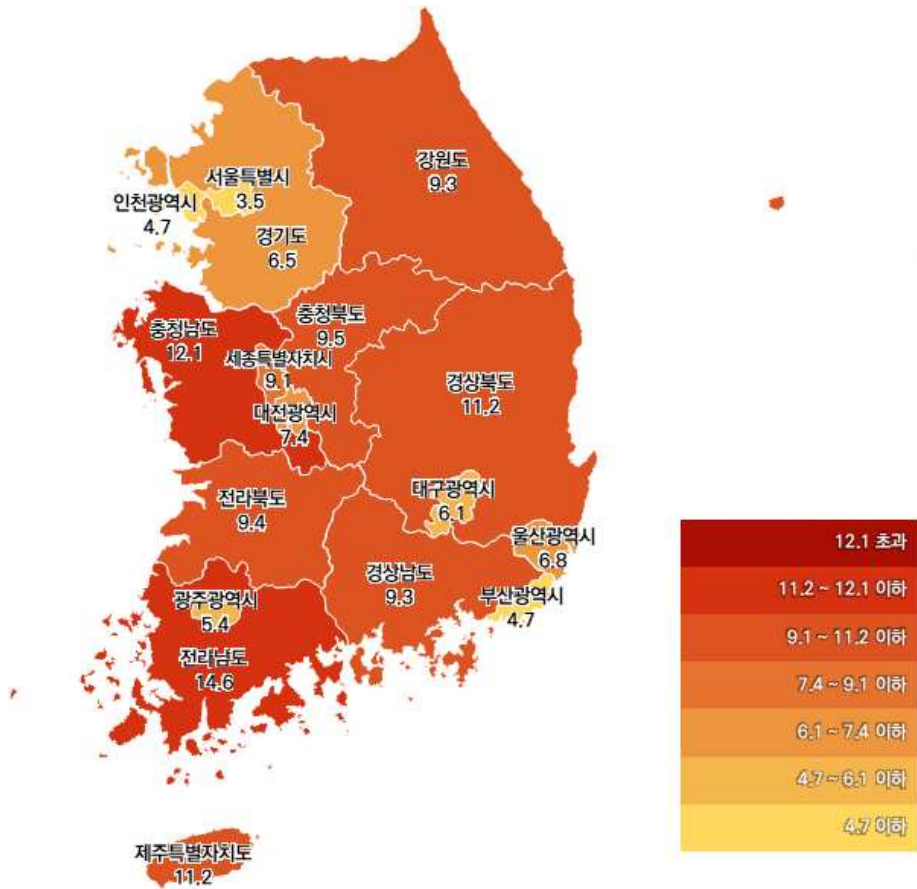 강원도
9.3
서울특별시
3.5
인천광역시
4.7
경기도
6.5
충청북도
9.5
충청남도
12.1
세종특별자치시
9.1
경상북도
11.2
대전광역시
7.4
대구광역시
6.1
전라북도
9.4
울산광역시
6.8
경상남도
9.3
부산광역시
4.7
광주광역시
5.4
전라남도
14.6
제주특별자치도
11.2
12.1 초과
11.2 ~ 12.1 이하
9.1 ~ 11.2 이하
7.4 ~ 9.1 이하
6.1 ~ 7.4 이하
4.7 ~ 6.1 이하
4.7 이하